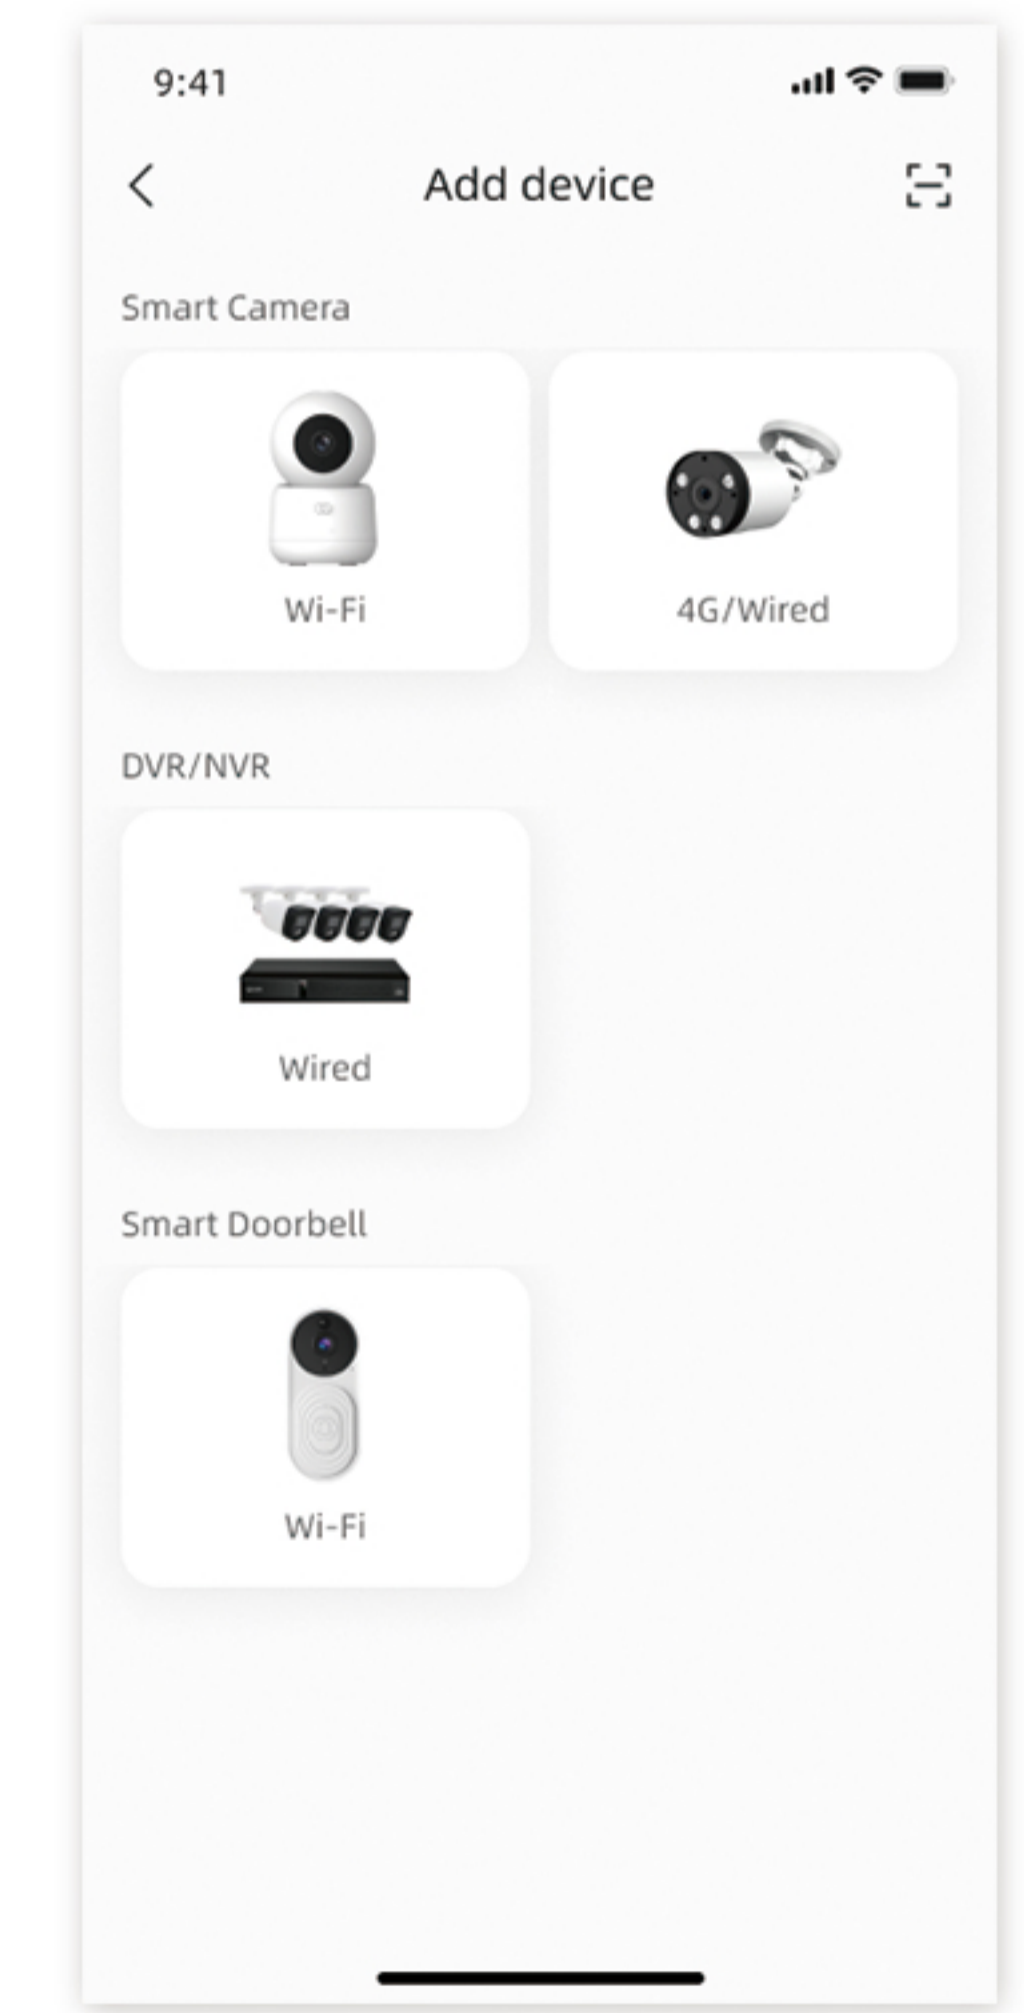 9:41
Add device
Smart Camera
Wi-Fi
4G/Wired
DVR/NVR
Wired
Smart Doorbell
Wi-Fi